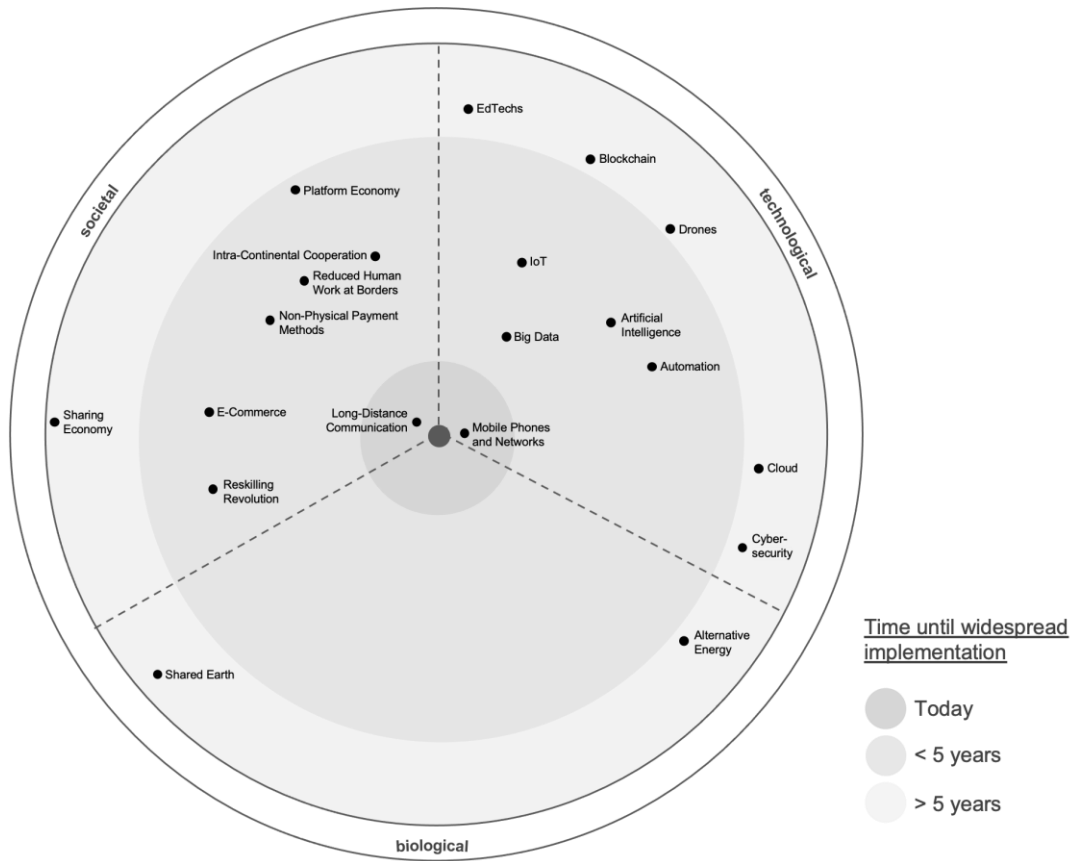 EdTechs
Blockchain
Platform Economy
societal
technological
Drones
Intra-Continental Cooperation
IoT
Reduced Human
Work at Borders
Non-Physical Payment
Methods
Artificial
Intelligence
Big Data
Automation
Sharing
Economy
E-Commerce
Long-Distance
Communication
Mobile Phones
and Networks
Cloud
Reskilling
Revolution
Cyber-
security
Alternative
Energy
Shared Earth
Time until widespread
implementation
Today
< 5 years
> 5 years
biological